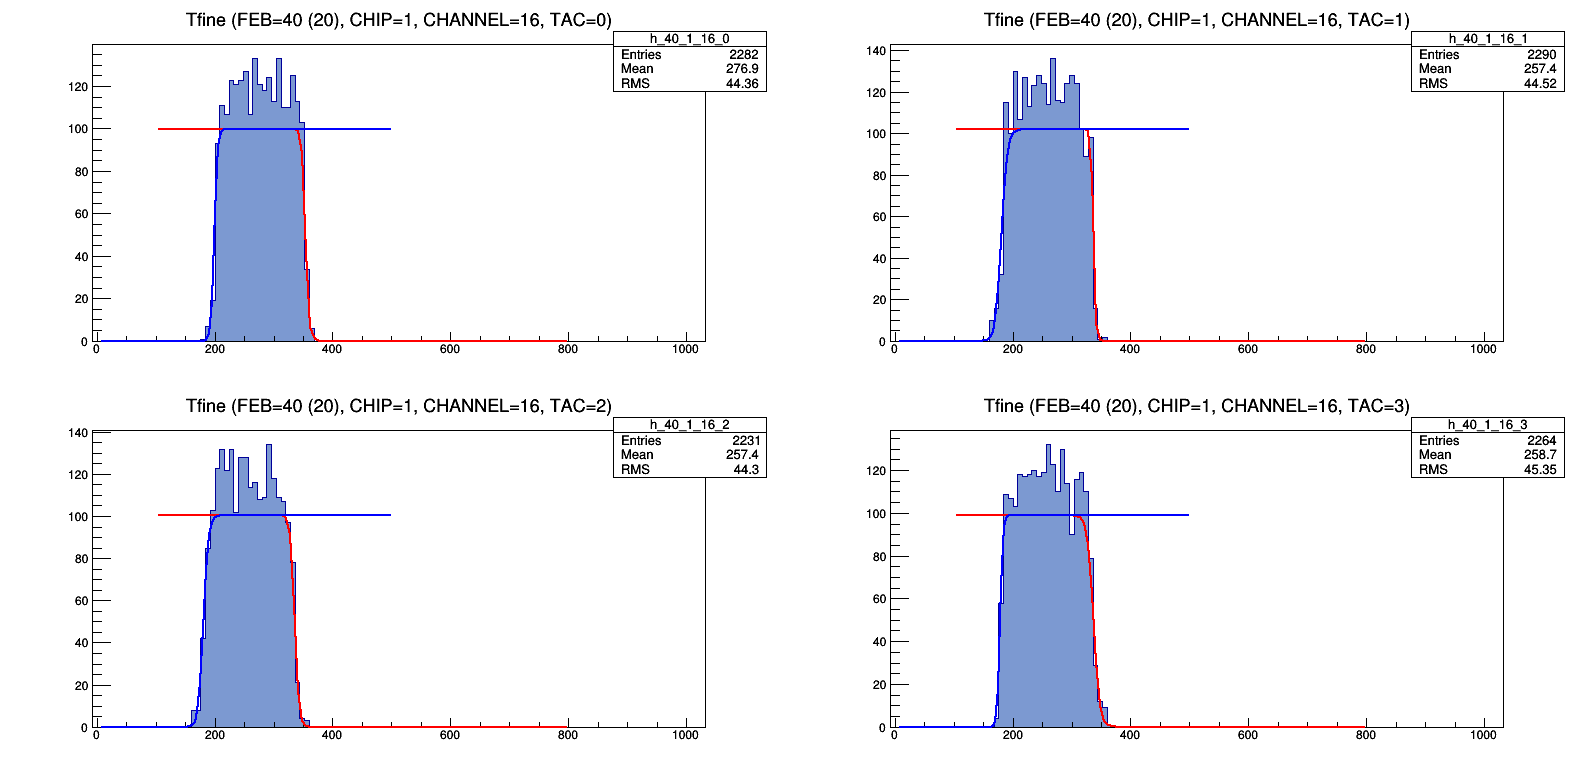 Tfine (FEB=40 (20), CHIP=1, CHANNEL=16, TAC=0)
h_40_1_16_0
Entries 2282
Mean 276.9
RMS 44.36
120
100
80
60
40
20
0
0 200 400 600 800 1000
Tfine (FEB=40 (20), CHIP=1, CHANNEL=16, TAC=1)
h_40_1_16_1
Entries 2290
Mean 257.4
RMS 44.52
140
120
100
80
60
40
20
0
0 200 400 600 800 1000
Tfine (FEB=40 (20), CHIP=1, CHANNEL=16, TAC=2)
h_40_1_16_2
Entries 2231
Mean 257.4
RMS 44.3
140
120
100
80
60
40
20
0
0 200 400 600 800 1000
Tfine (FEB=40 (20), CHIP=1, CHANNEL=16, TAC=3)
h_40_1_16_3
Entries 2264
Mean 258.7
RMS 45.35
120
100
80
60
40
20
0
0 200 400 600 800 1000